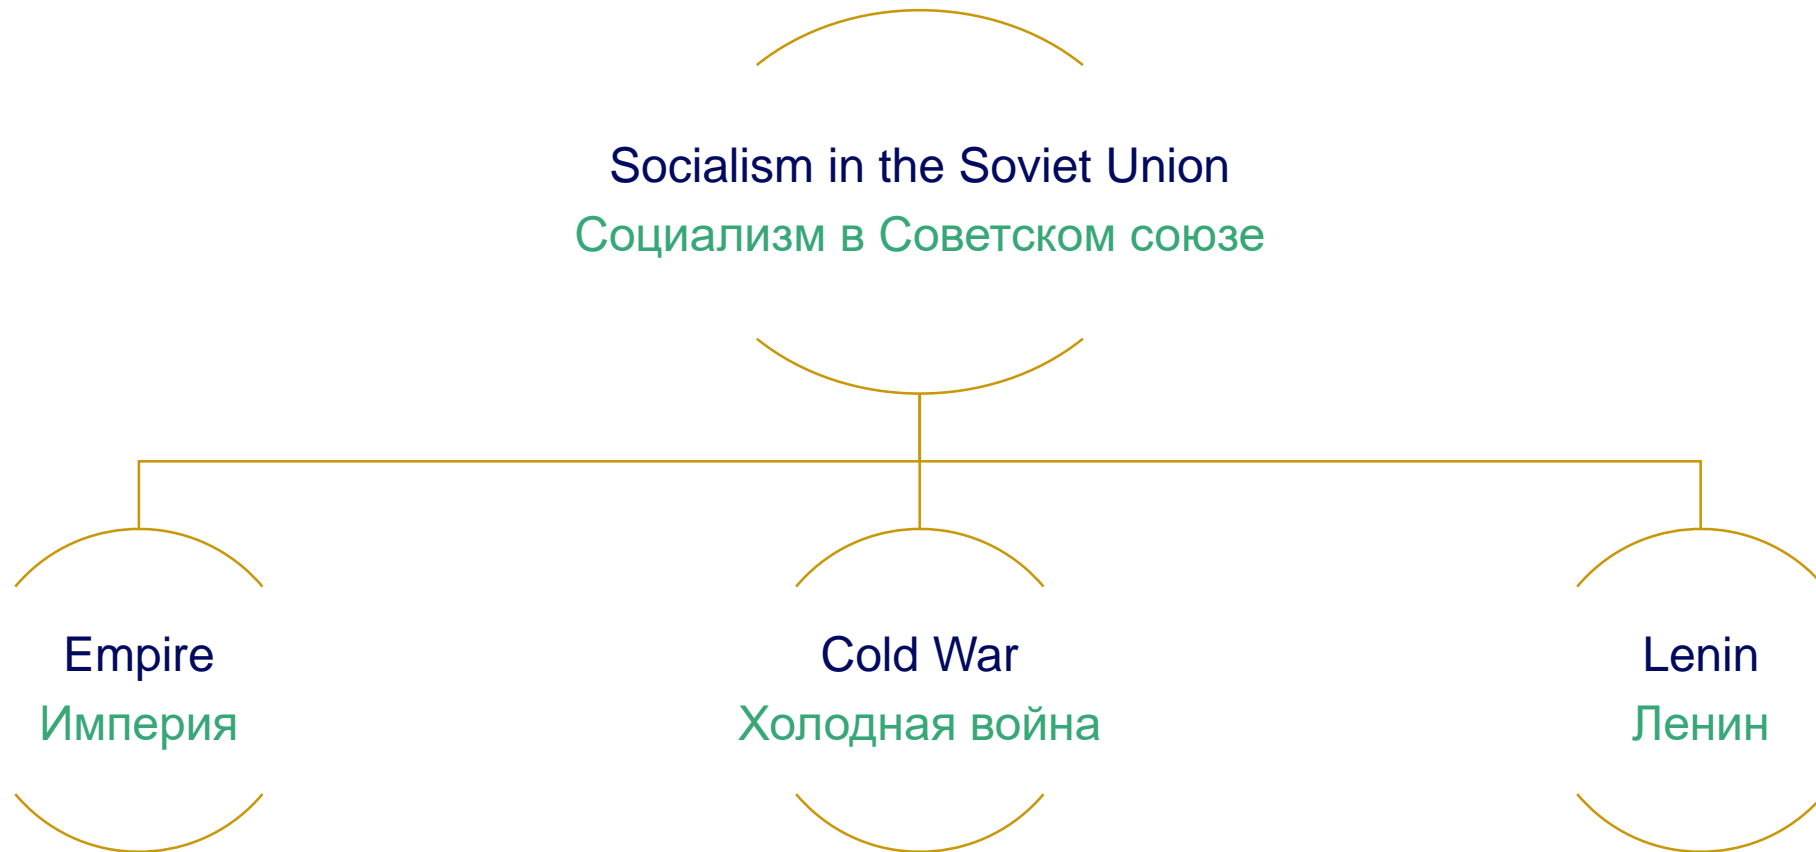 Socialism in the Soviet Union
Социализм в Советском союзе
Empire
Империя
Cold War
Холодная война
Lenin
Ленин